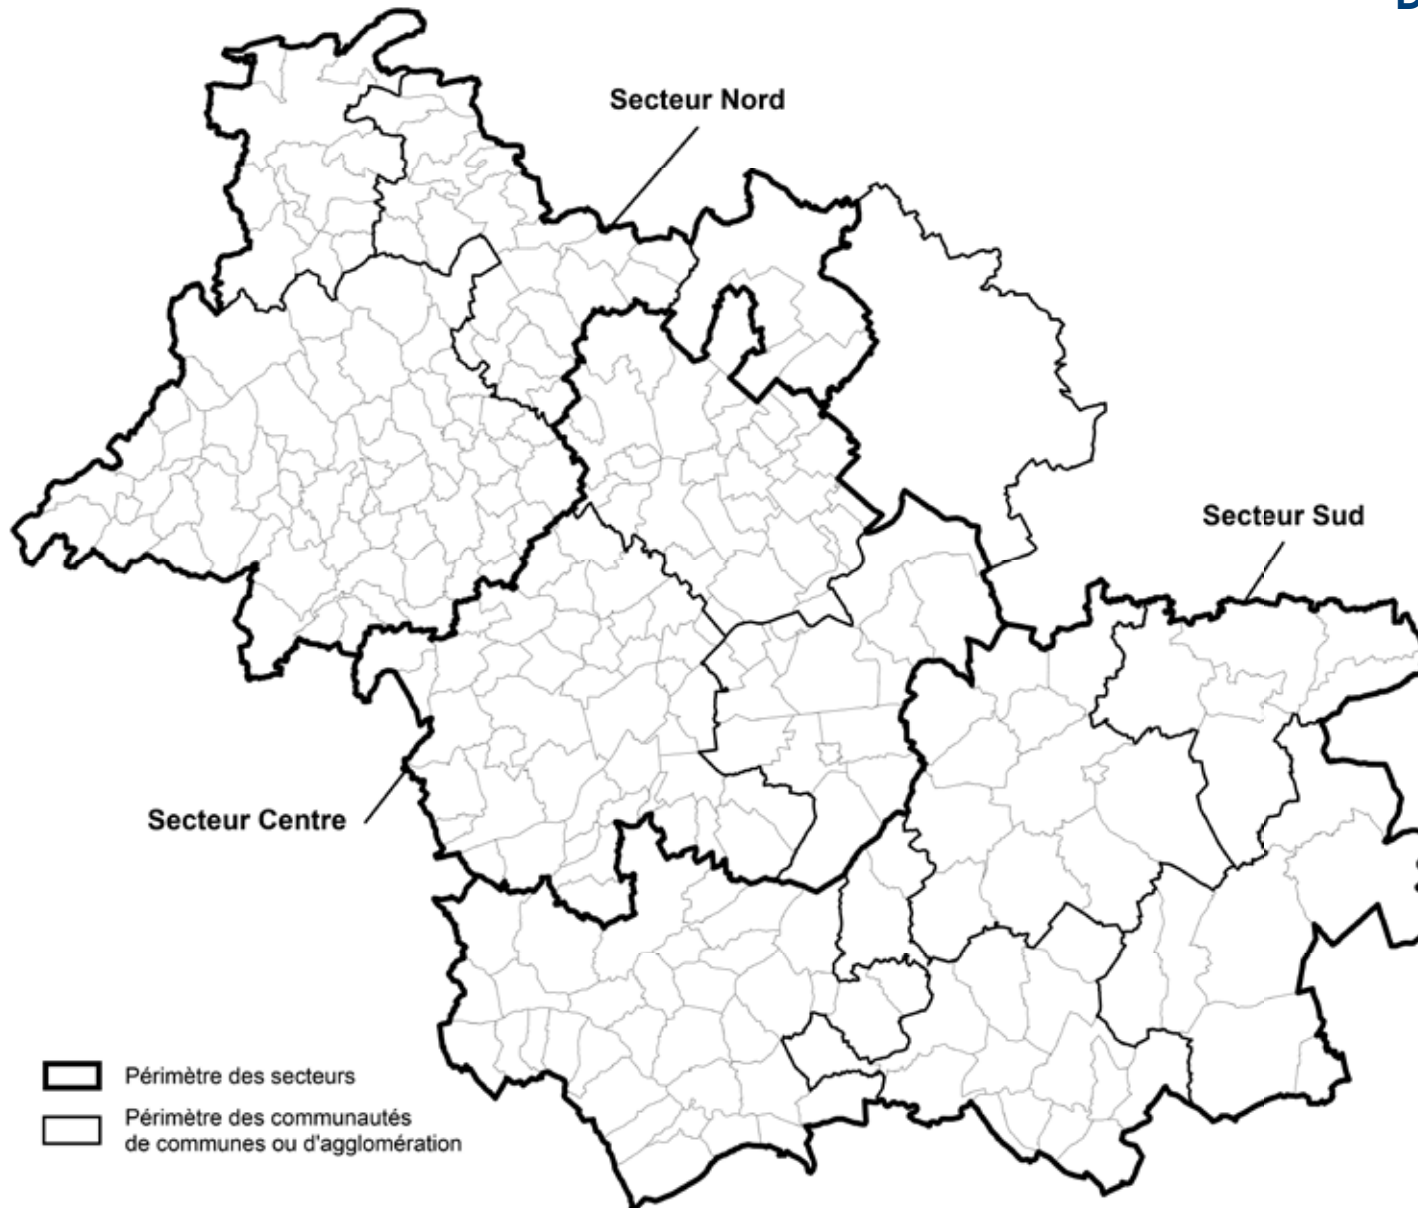 Secteur Nord
Secteur Sud
Secteur Centre
Périmètre des secteurs
Périmètre des communautés
de communes ou d'agglomération